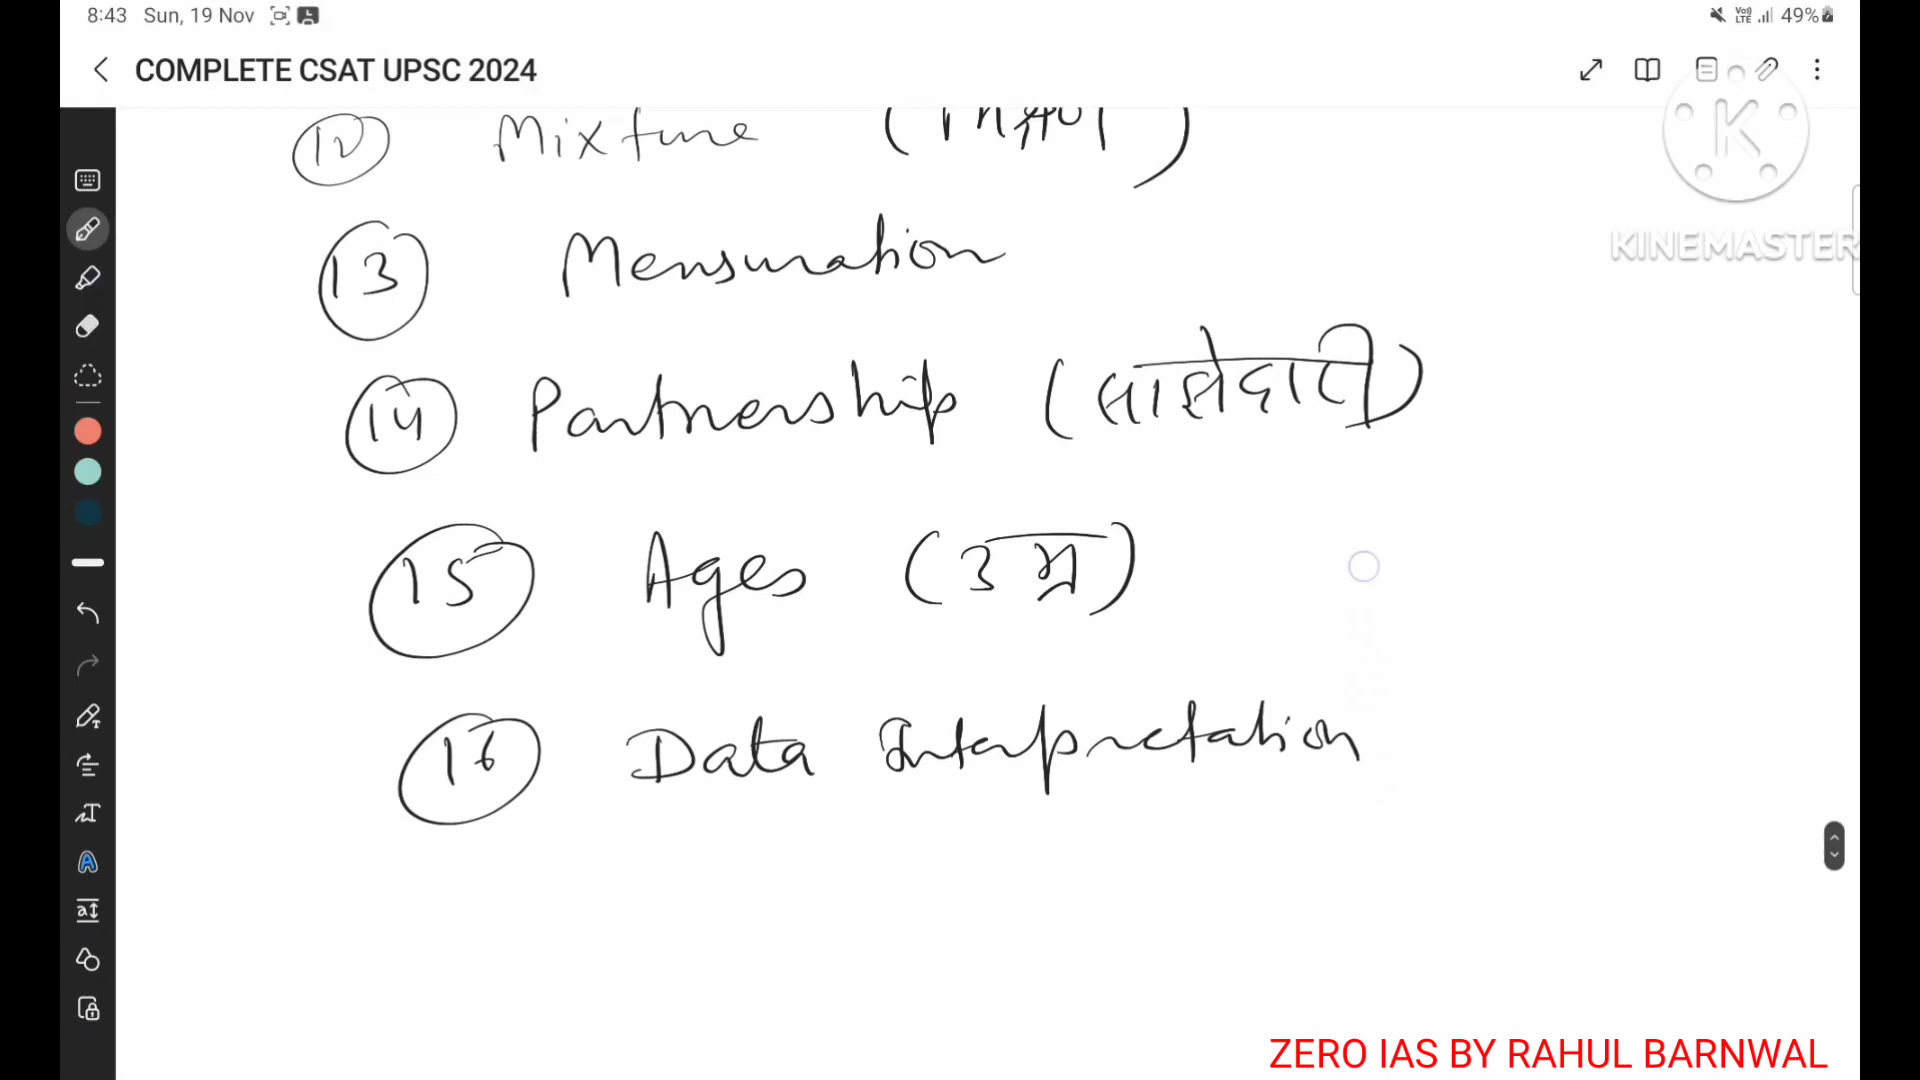 8:43 Sun, 19 Nov 49%
COMPLETE CSAT UPSC 2024
12 Mixture (मिश्रण)
K
KINEMASTER
13 Mensuration
14 Partnership (साझेदारी)
15 Ages (उम्र)
16 Data Interpretation
ZERO IAS BY RAHUL BARNWAL